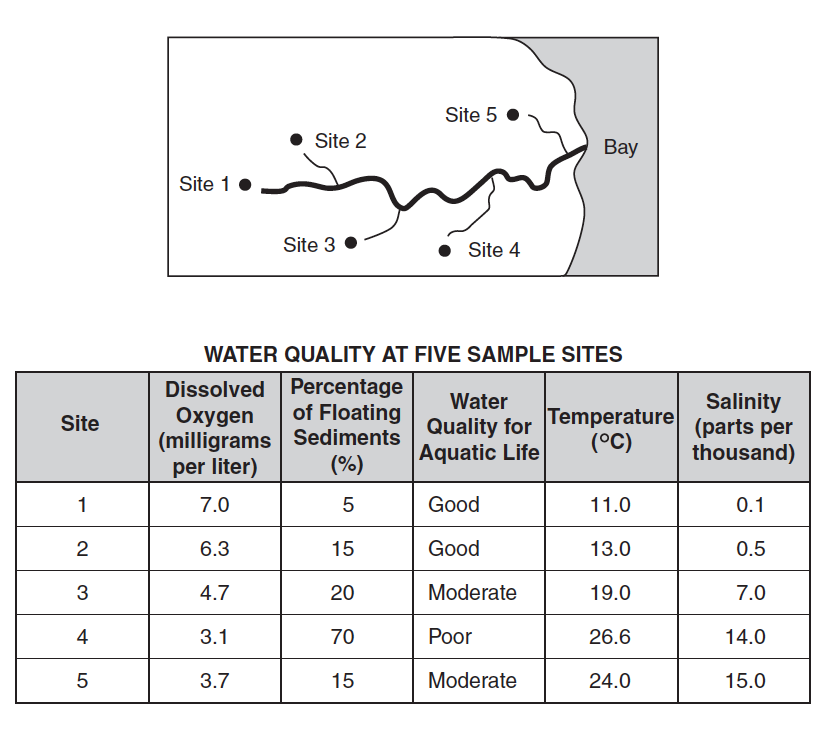 Site 5
Site 2
Bay
Site 1
Site 3
Site 4
WATER QUALITY AT FIVE SAMPLE SITES
Site
Dissolved
Oxygen
(milligrams
per liter)
Percentage
of Floating
Sediments
(%)
Water
Quality for
Aquatic Life
Temperature
(°C)
Salinity
(parts per
thousand)
1 7.0 5 Good 11.0 0.1
2 6.3 15 Good 13.0 0.5
3 4.7 20 Moderate 19.0 7.0
4 3.1 70 Poor 26.6 14.0
5 3.7 15 Moderate 24.0 15.0